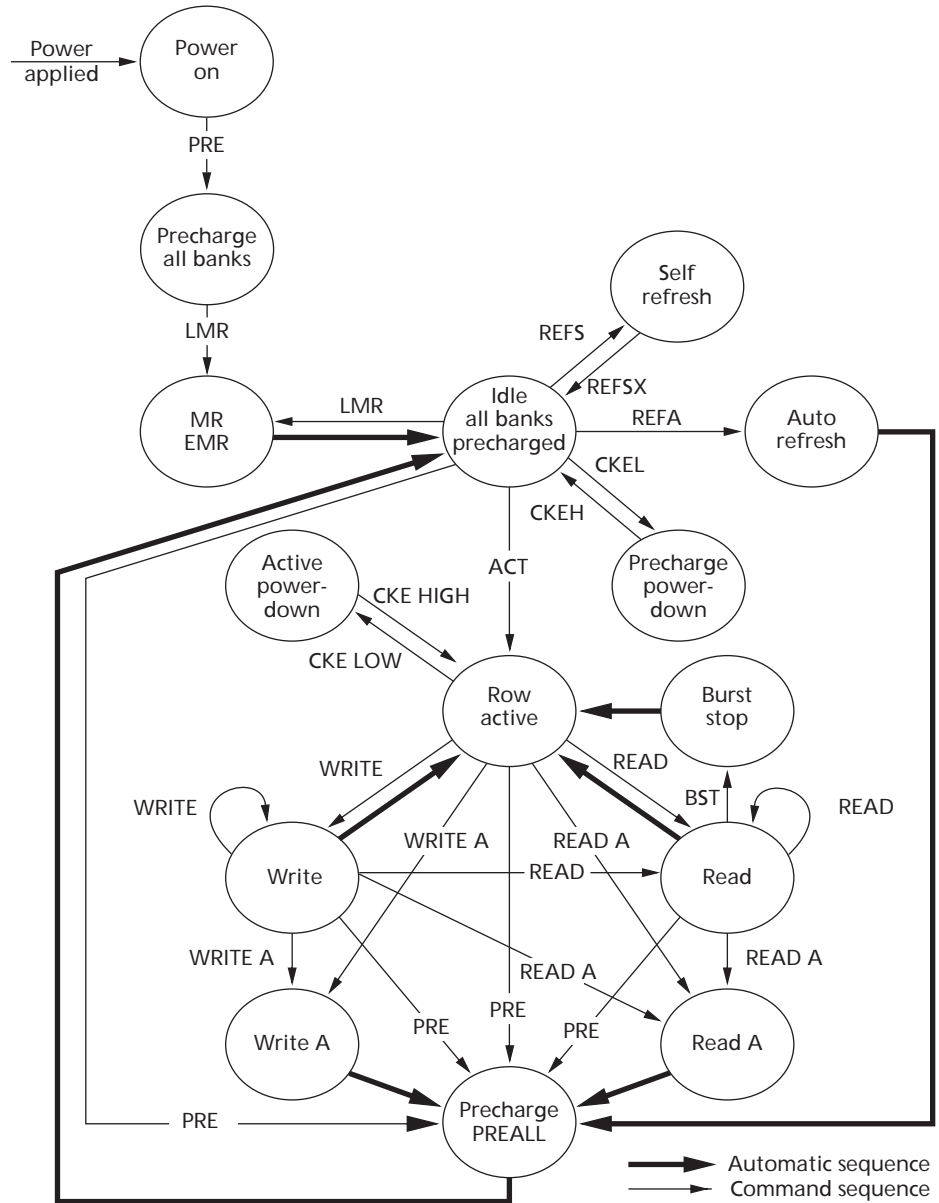 Power
applied
Power
on
PRE
Precharge
all banks
LMR
MR
EMR
LMR
Idle
all banks
precharged
REFS
REFSX
Self
refresh
REFA
Auto
refresh
CKEL
CKEH
Precharge
power-
down
ACT
Active
power-
down
CKE HIGH
CKE LOW
Row
active
Burst
stop
WRITE
READ
BST
WRITE
READ
WRITE A
READ A
Write
READ
Read
WRITE A
READ A
READ A
PRE
PRE
PRE
Write A
Read A
PRE
Precharge
PREALL
Automatic sequence
Command sequence